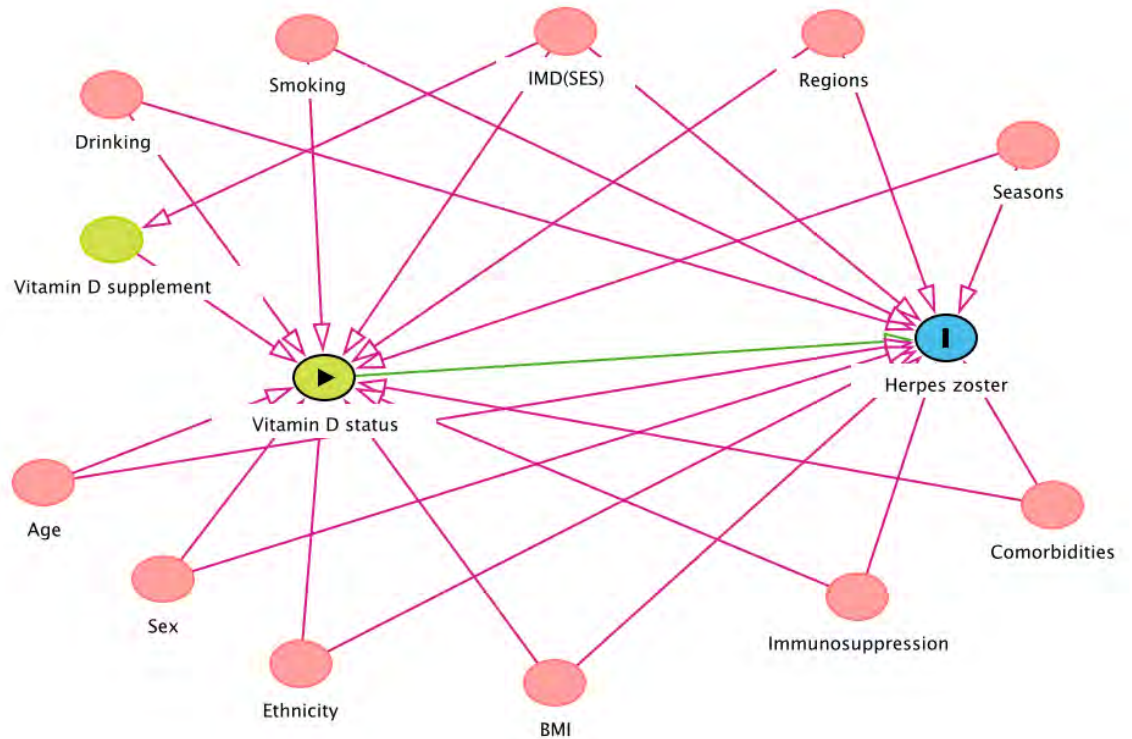 Smoking
IMD(SES)
Regions
Drinking
Seasons
Vitamin D supplement
Herpes zoster
Vitamin D status
Age
Comorbidities
Sex
Immunosuppression
Ethnicity
BMI